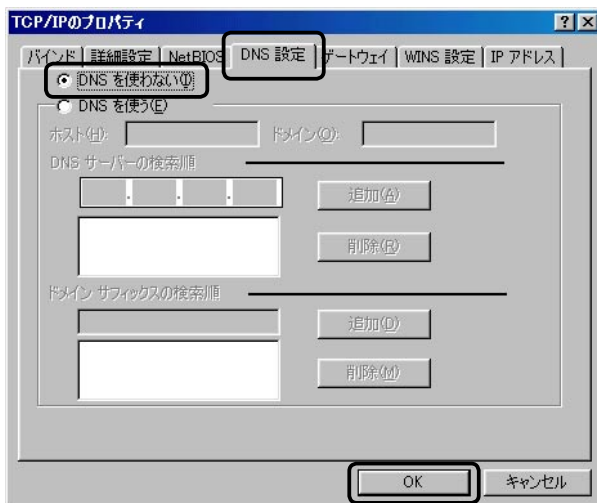 TCP/IPのプロパティ
バインド 詳細設定 NetBIOS DNS 設定 ゲートウェイ WINS 設定 IP アドレス
DNS を使わない(I)
DNS を使う(E)
ホスト(H): ドメイン(O):
DNS サーバーの検索順
追加(A)
削除(R)
ドメイン サフィックスの検索順
追加(D)
削除(M)
OK キャンセル